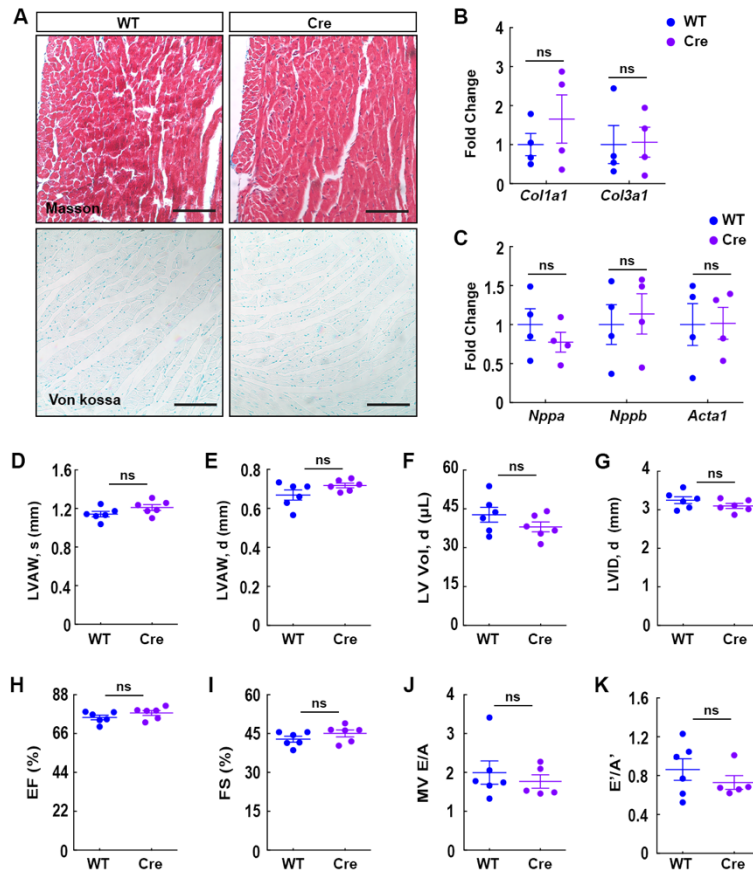 A
WT
Cre
Masson
Von kossa
B
WT
Cre
Fold Change
4
3
2
1
0
ns
ns
Col1a1
Col3a1
C
WT
Cre
Fold Change
2.0
1.5
1.0
0.5
0
ns
ns
ns
Nppa
Nppb
Acta1
D
LVAW, s (mm)
1.6
1.2
0.8
0.4
0
ns
WT
Cre
E
LVAW, d (mm)
0.8
0.6
0.4
0.2
0
ns
WT
Cre
F
LV Vol, d (μL)
60
45
30
15
0
ns
WT
Cre
G
LVID, d (mm)
4
3
2
1
0
ns
WT
Cre
H
EF (%)
88
66
44
22
0
ns
WT
Cre
I
FS (%)
60
45
30
15
0
ns
WT
Cre
J
MV E/A
4
3
2
1
0
ns
WT
Cre
K
E'/A'
1.6
1.2
0.8
0.4
0
ns
WT
Cre